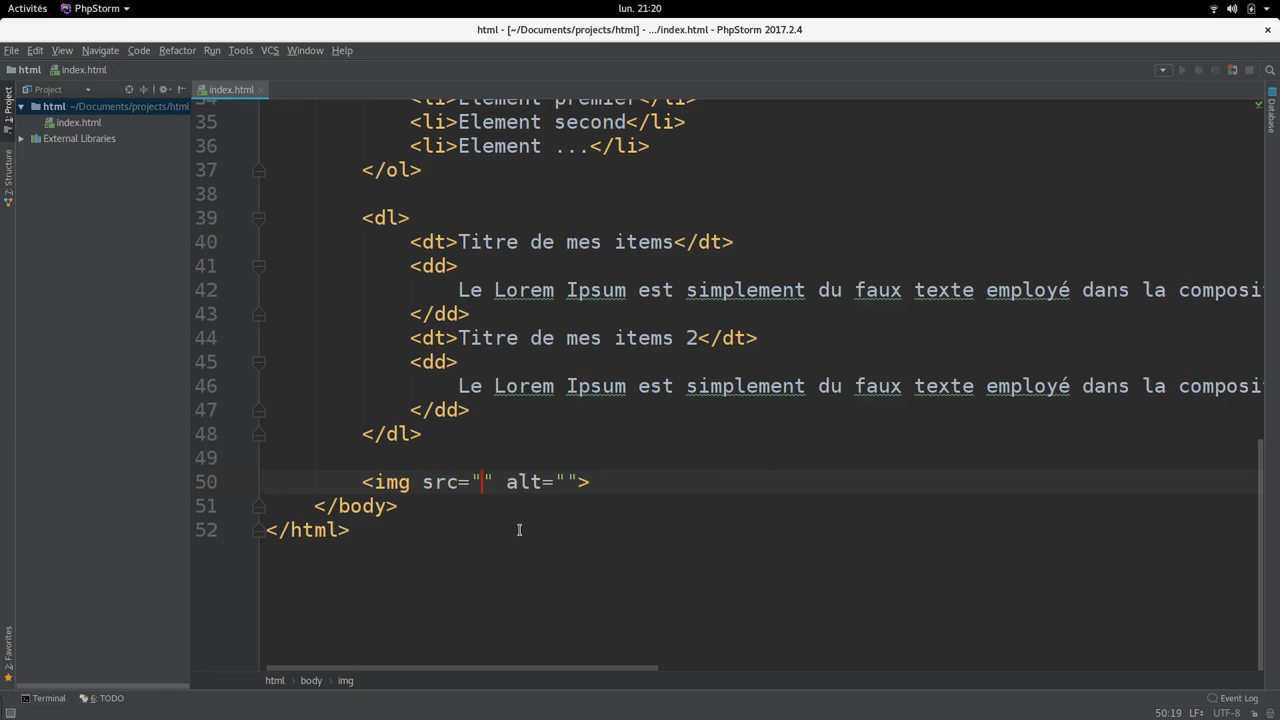 Activités PhpStorm lun. 21:20
html - [~/Documents/projects/html] - .../index.html - PhpStorm 2017.2.4 ×
File Edit View Navigate Code Refactor Run Tools VCS Window Help
html index.html
Project index.html ×
1: Project
7: Structure
2: Favorites
html ~/Documents/projects/html
index.html
External Libraries
Database
34 <li>Element premier</li>
35 <li>Element second</li>
36 <li>Element ...</li>
37 </ol>
38
39 <dl>
40 <dt>Titre de mes items</dt>
41 <dd>
42 Le Lorem Ipsum est simplement du faux texte employé dans la composi
43 </dd>
44 <dt>Titre de mes items 2</dt>
45 <dd>
46 Le Lorem Ipsum est simplement du faux texte employé dans la composi
47 </dd>
48 </dl>
49
50 <img src="" alt="">
51 </body>
52 </html>
html › body › img
Terminal 6: TODO Event Log
50:19 LF÷ UTF-8÷